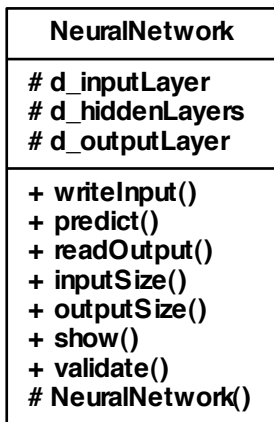 NeuralNetwork
# d_inputLayer
# d_hiddenLayers
# d_outputLayer
+ writeInput()
+ predict()
+ readOutput()
+ inputSize()
+ outputSize()
+ show()
+ validate()
# NeuralNetwork()